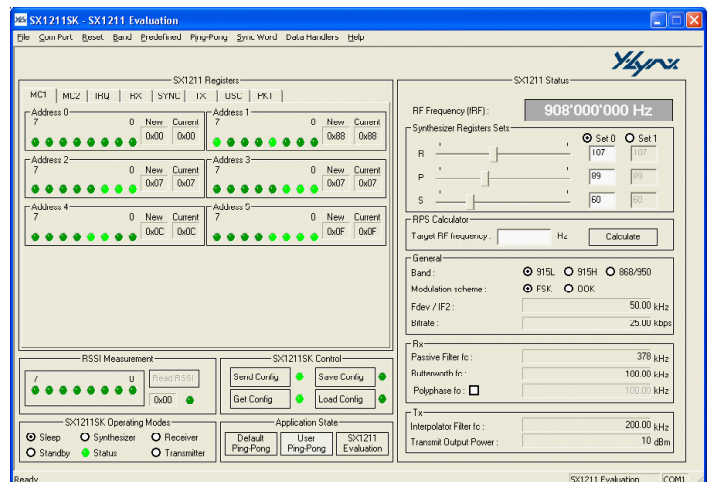 SX1211SK - SX1211 Evaluation
File Com Port Reset Band Predefined Ping-Pong Sync Word Data Handlers Help
XYlynx
SX1211 Registers
MC1 MC2 IRQ RX SYNC TX OSC PKT
Address 0
7 0 New Current
0x00 0x00
Address 1
7 0 New Current
0x88 0x88
Address 2
7 0 New Current
0x07 0x07
Address 3
7 0 New Current
0x07 0x07
Address 4
7 0 New Current
0x0C 0x0C
Address 5
7 0 New Current
0x0F 0x0F
RSSI Measurement
7 0 Read RSSI
0x00
SX1211SK Control
Send Config Save Config
Get Config Load Config
SX1211SK Operating Modes
Sleep Synthesizer Receiver
Standby Status Transmitter
Application State
Default Ping-Pong
User Ping-Pong
SX1211 Evaluation
SX1211 Status
RF Frequency (fRF) : 908'000'000 Hz
Synthesizer Registers Sets
Set 0 Set 1
R 107 107
P 89 89
S 60 60
RPS Calculator
Target RF frequency : Hz Calculate
General
Band : 915L 915H 868/950
Modulation scheme : FSK OOK
Fdev / IF2 : 50.00 kHz
Bitrate : 25.00 kbps
Rx
Passive Filter fc : 378 kHz
Butterworth fc : 100.00 kHz
Polyphase fo : 100.00 kHz
Tx
Interpolator Filter fc : 200.00 kHz
Transmit Output Power : 10 dBm
Ready SX1211 Evaluation COM1